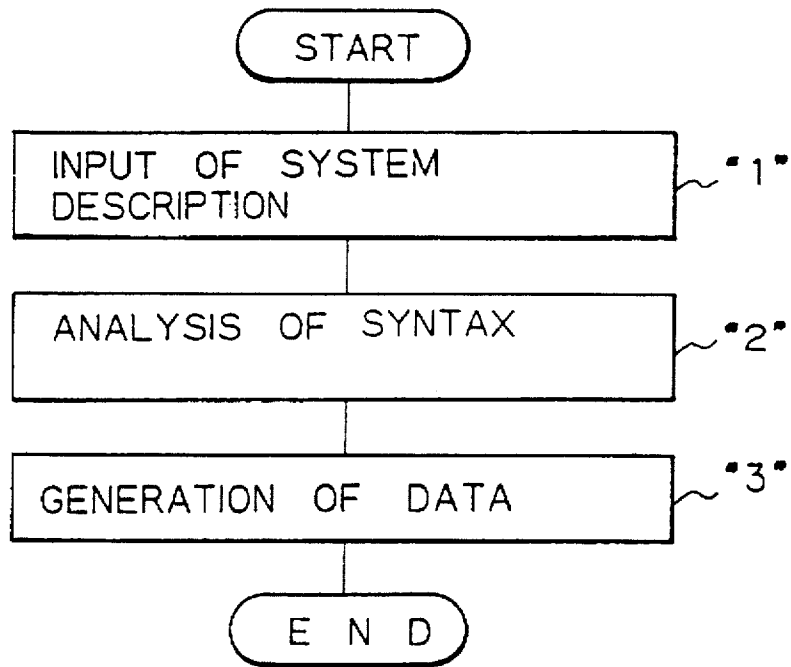 START
INPUT OF SYSTEM
DESCRIPTION
"1"
ANALYSIS OF SYNTAX
"2"
GENERATION OF DATA
"3"
E N D